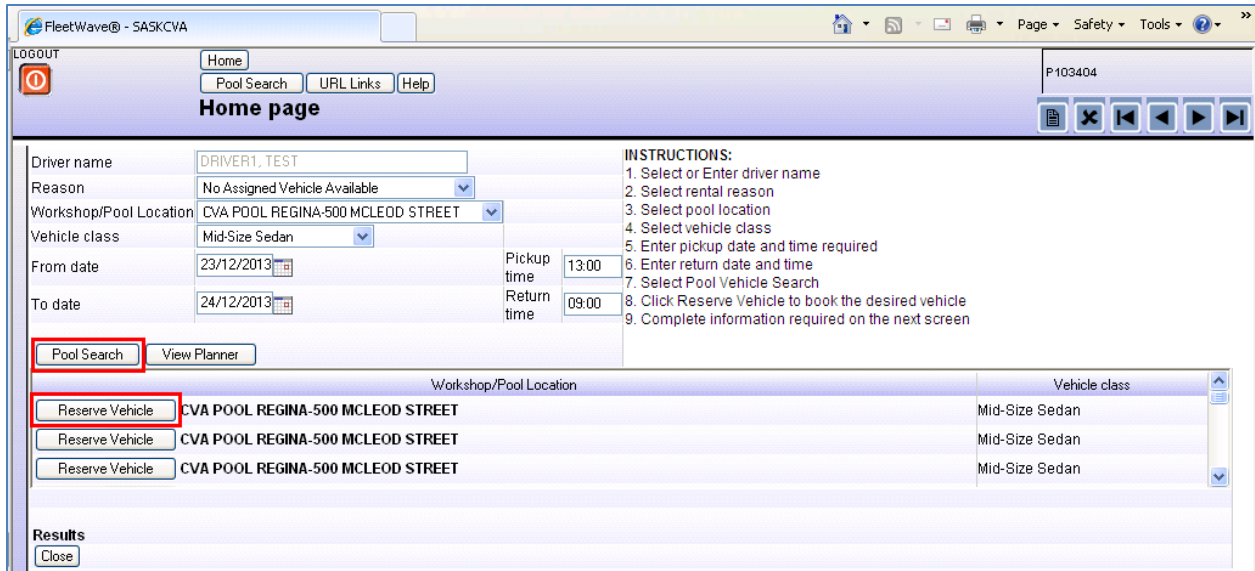 FleetWave® - SASKCVA
Page Safety Tools »
LOGOUT
Home
Pool Search URL Links Help
P103404
Home page
Driver name DRIVER1, TEST
Reason No Assigned Vehicle Available
Workshop/Pool Location CVA POOL REGINA-500 MCLEOD STREET
Vehicle class Mid-Size Sedan
From date 23/12/2013 Pickup time 13:00
To date 24/12/2013 Return time 09:00
INSTRUCTIONS:
1. Select or Enter driver name
2. Select rental reason
3. Select pool location
4. Select vehicle class
5. Enter pickup date and time required
6. Enter return date and time
7. Select Pool Vehicle Search
8. Click Reserve Vehicle to book the desired vehicle
9. Complete information required on the next screen
Pool Search View Planner
Workshop/Pool Location Vehicle class
Reserve Vehicle CVA POOL REGINA-500 MCLEOD STREET Mid-Size Sedan
Reserve Vehicle CVA POOL REGINA-500 MCLEOD STREET Mid-Size Sedan
Reserve Vehicle CVA POOL REGINA-500 MCLEOD STREET Mid-Size Sedan
Results
Close